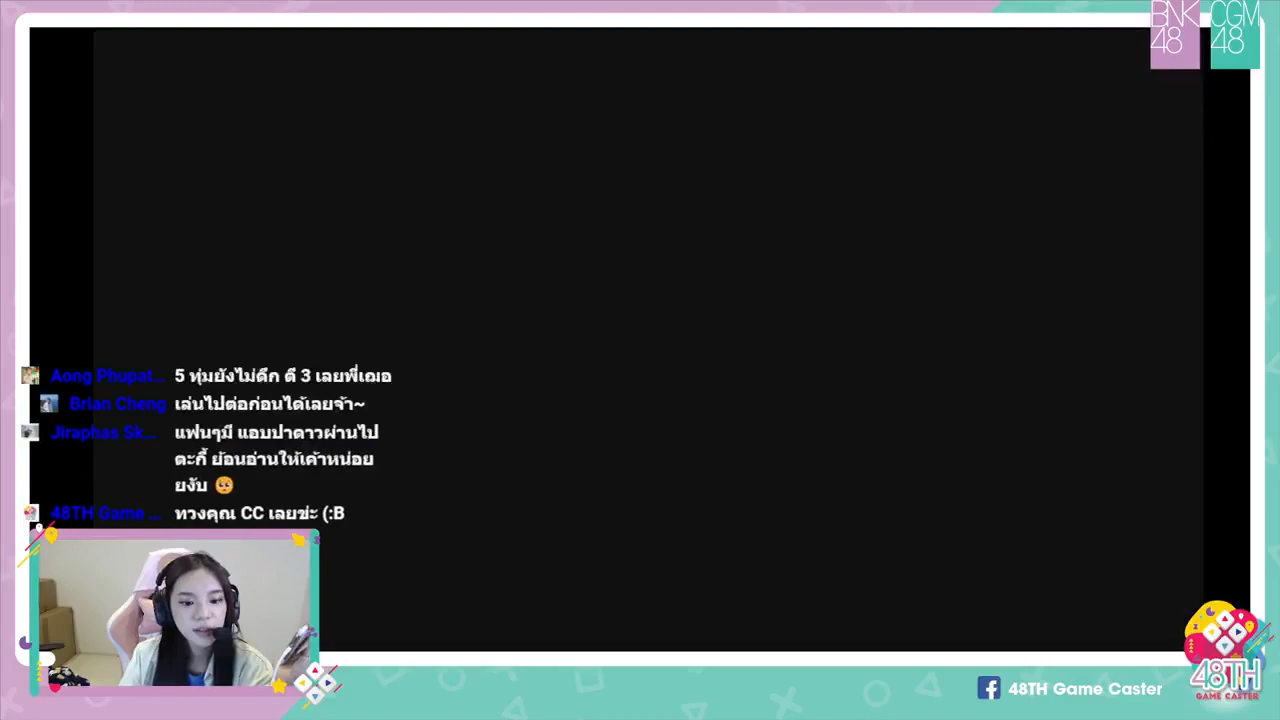 BNK
48
CGM
48
Aong Phupat... 5 ทุ่มยังไม่ดึก ตี 3 เลยพี่เฌอ
Brian Cheng เล่นไปต่อก่อนได้เลยจ้า~
Jiraphas Sk... แฟนๆมี แอบปาดาวผ่านไป
ตะกี้ ย้อนอ่านให้เค้าหน่อย
ยงับ 🥺
48TH Game ... ทวงคุณ CC เลยข่ะ (:B
48TH Game Caster
48TH
GAME CASTER